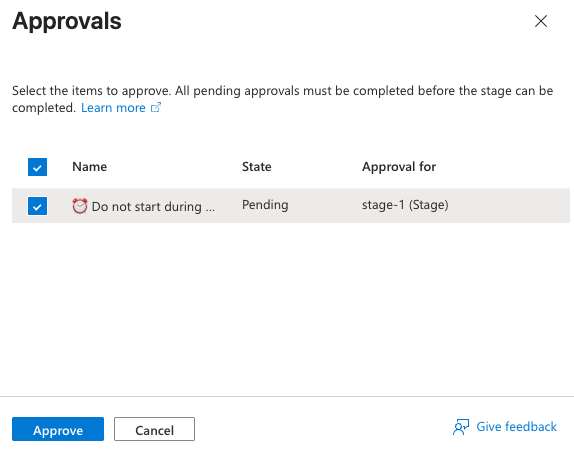 Approvals
Select the items to approve. All pending approvals must be completed before the stage can be
completed. Learn more
Name State Approval for
⏰ Do not start during ... Pending stage-1 (Stage)
Approve Cancel Give feedback